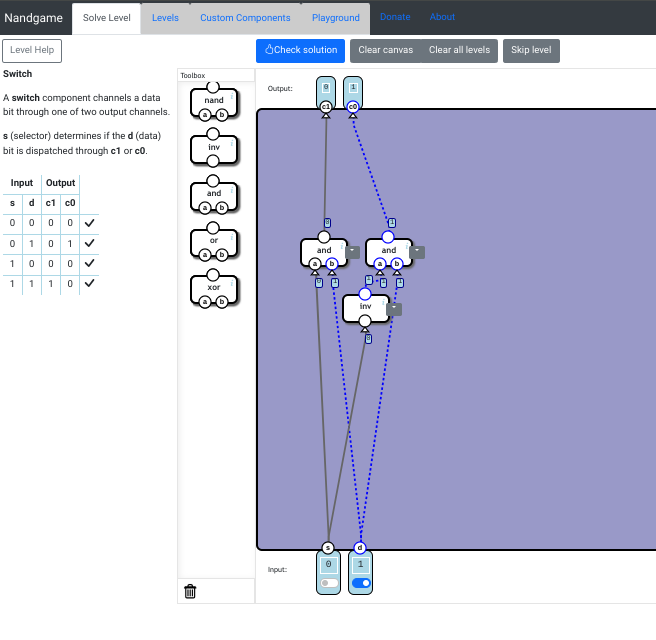 Nandgame
Solve Level
Levels
Custom Components
Playground
Donate
About
Level Help
Check solution
Clear canvas
Clear all levels
Skip level
Switch
A switch component channels a data
bit through one of two output channels.
s (selector) determines if the d (data)
bit is dispatched through c1 or c0.
Input Output
s d c1 c0
0 0 0 0
0 1 0 1
1 0 0 0
1 1 1 0
Toolbox
nand
a b
inv
and
a b
or
a b
xor
a b
Output:
0 1
c1 c0
0 1
and and
a b a b
0 1 1 1 1
inv
0
s d
Input:
0 1